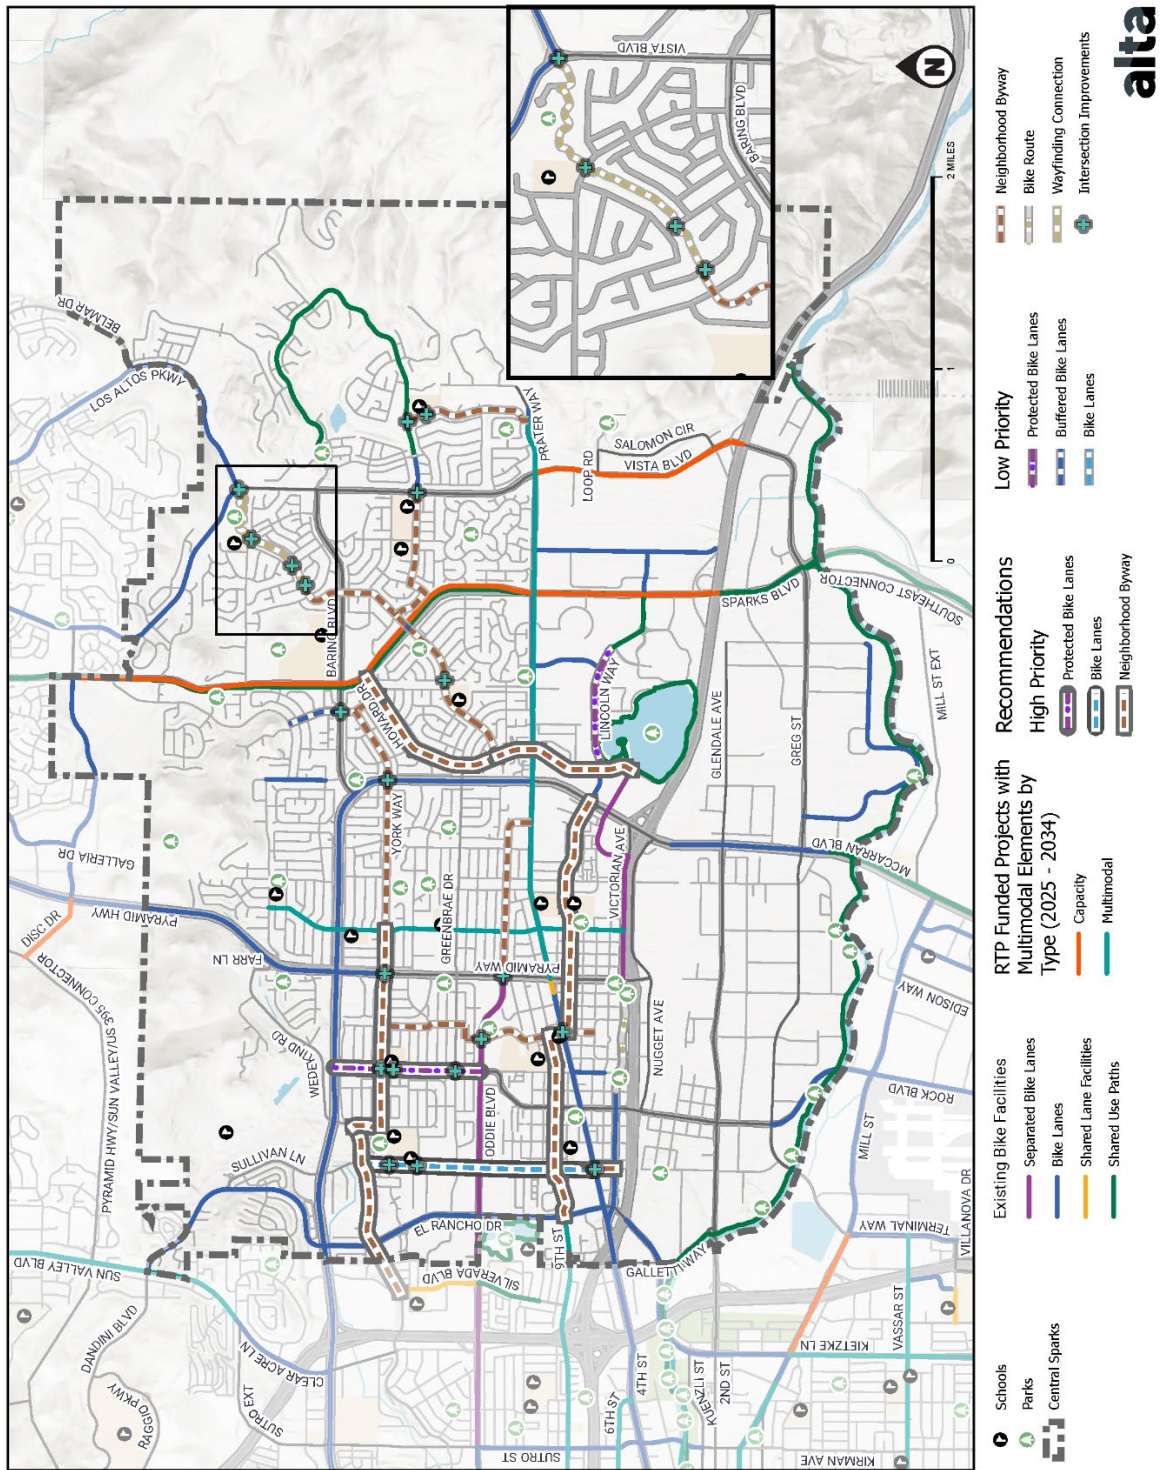 VISTA BLVD
BARING BLVD
N
BELMAR DR
LOS ALTOS PKWY
PRATER WAY
SALOMON CIR
VISTA BLVD
LOOP RD
2 MILES
1
0
BARING BLVD
HOWARD DR
LINCOLN WAY
SPARKS BLVD
SOUTHEAST CONNECTOR
MILL ST EXT
GLENDALE AVE
GREG ST
MCCARRAN BLVD
GALLERIA DR
PYRAMID HWY
DISC DR
FARR LN
YORK WAY
GREENBRAE DR
PYRAMID WAY
VICTORIAN AVE
NUGGET AVE
EDISON WAY
PYRAMID HWY/SUN VALLEY/US 395 CONNECTOR
WEDEKIND RD
ODDIE BLVD
ROCK BLVD
MILL ST
SULLIVAN LN
EL RANCHO DR
9TH ST
GALLETTI WAY
TERMINAL WAY
VILLANOVA DR
SUN VALLEY BLVD
SILVERADA BLVD
DANDINI BLVD
CLEAR ACRE LN
RAGGIO PKWY
SUTRO EXT
SUTRO ST
6TH ST
4TH ST
KUENZLI ST
2ND ST
KIETZKE LN
VASSAR ST
KIRMAN AVE
Schools
Parks
Central Sparks
Existing Bike Facilities
Separated Bike Lanes
Bike Lanes
Shared Lane Facilities
Shared Use Paths
RTP Funded Projects with
Multimodal Elements by
Type (2025 - 2034)
Capacity
Multimodal
Recommendations
High Priority
Protected Bike Lanes
Bike Lanes
Neighborhood Byway
Low Priority
Protected Bike Lanes
Buffered Bike Lanes
Bike Lanes
Neighborhood Byway
Bike Route
Wayfinding Connection
Intersection Improvements
alta